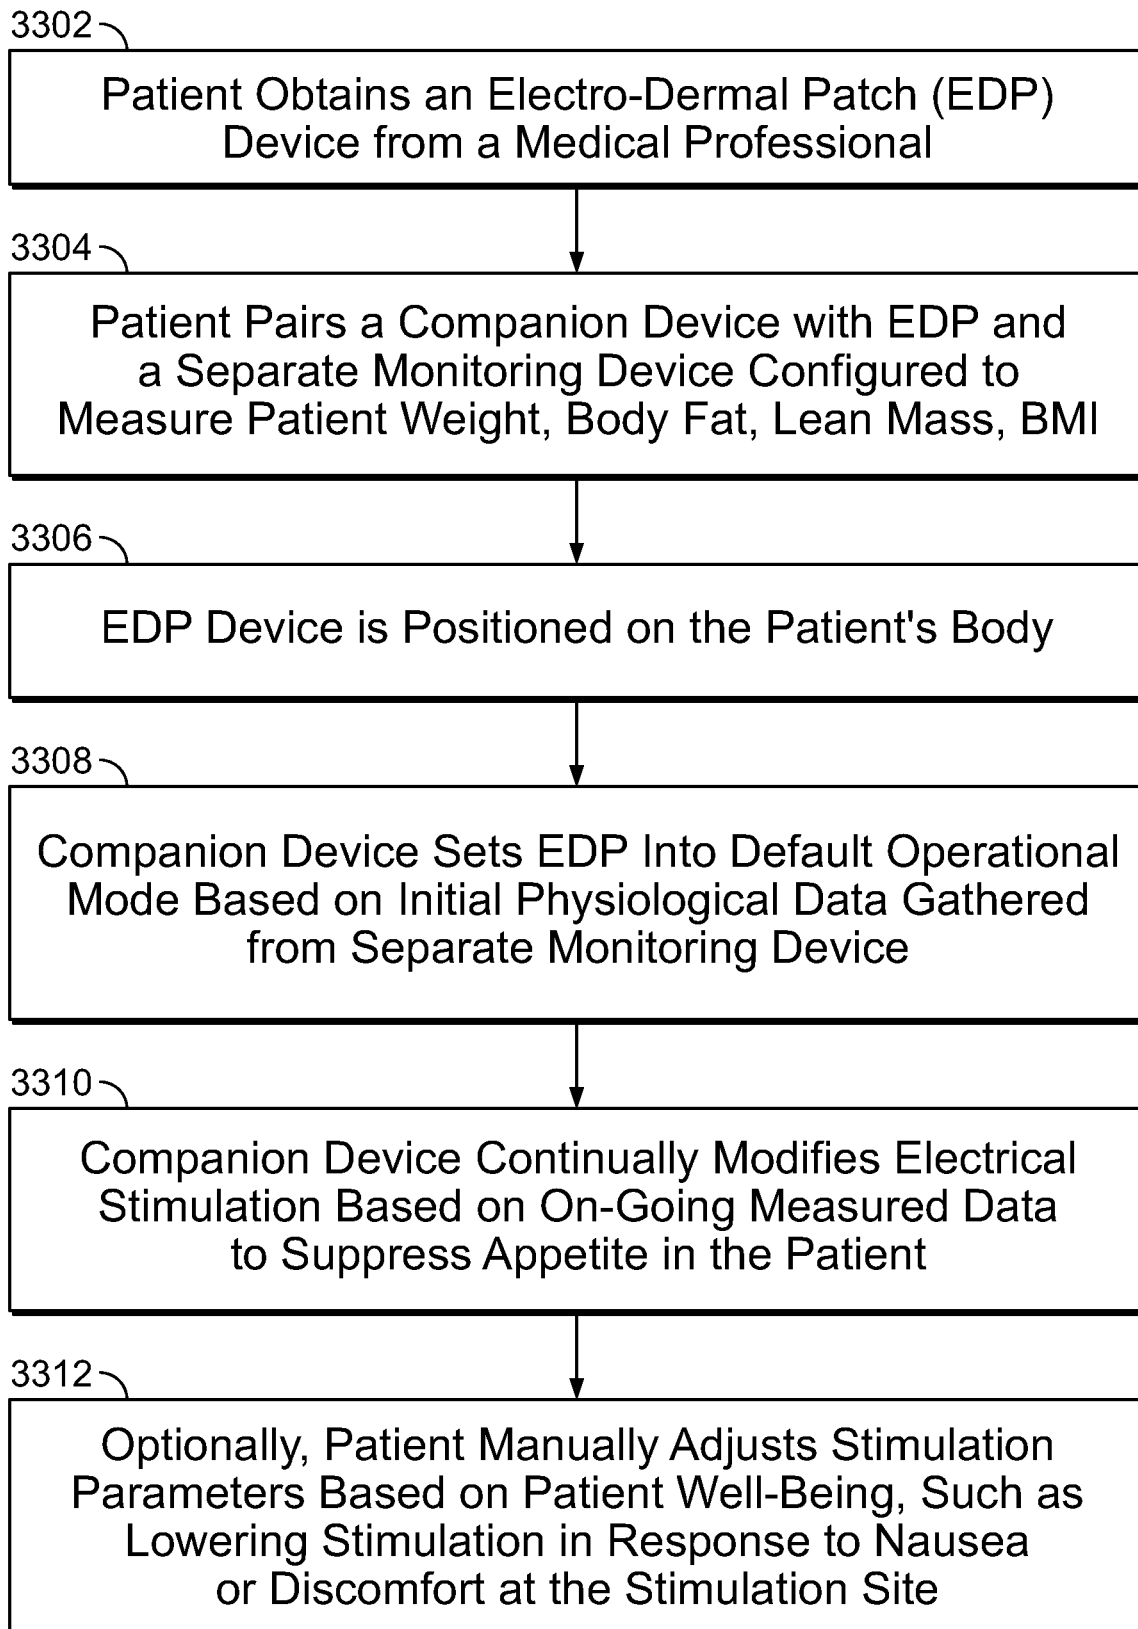 3302
Patient Obtains an Electro-Dermal Patch (EDP)
Device from a Medical Professional
3304
Patient Pairs a Companion Device with EDP and
a Separate Monitoring Device Configured to
Measure Patient Weight, Body Fat, Lean Mass, BMI
3306
EDP Device is Positioned on the Patient's Body
3308
Companion Device Sets EDP Into Default Operational
Mode Based on Initial Physiological Data Gathered
from Separate Monitoring Device
3310
Companion Device Continually Modifies Electrical
Stimulation Based on On-Going Measured Data
to Suppress Appetite in the Patient
3312
Optionally, Patient Manually Adjusts Stimulation
Parameters Based on Patient Well-Being, Such as
Lowering Stimulation in Response to Nausea
or Discomfort at the Stimulation Site